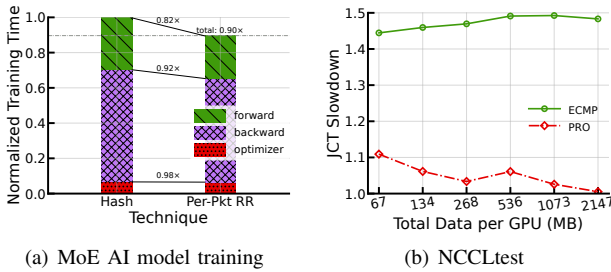 Normalized Training Time
1.0
0.8
0.6
0.4
0.2
0.0
0.82×
total: 0.90×
0.92×
0.98×
forward
backward
optimizer
Hash
Per-Pkt RR
Technique
(a) MoE AI model training
JCT Slowdown
1.5
1.4
1.3
1.2
1.1
1.0
ECMP
PRO
67
134
268
536
1073
2147
Total Data per GPU (MB)
(b) NCCLtest